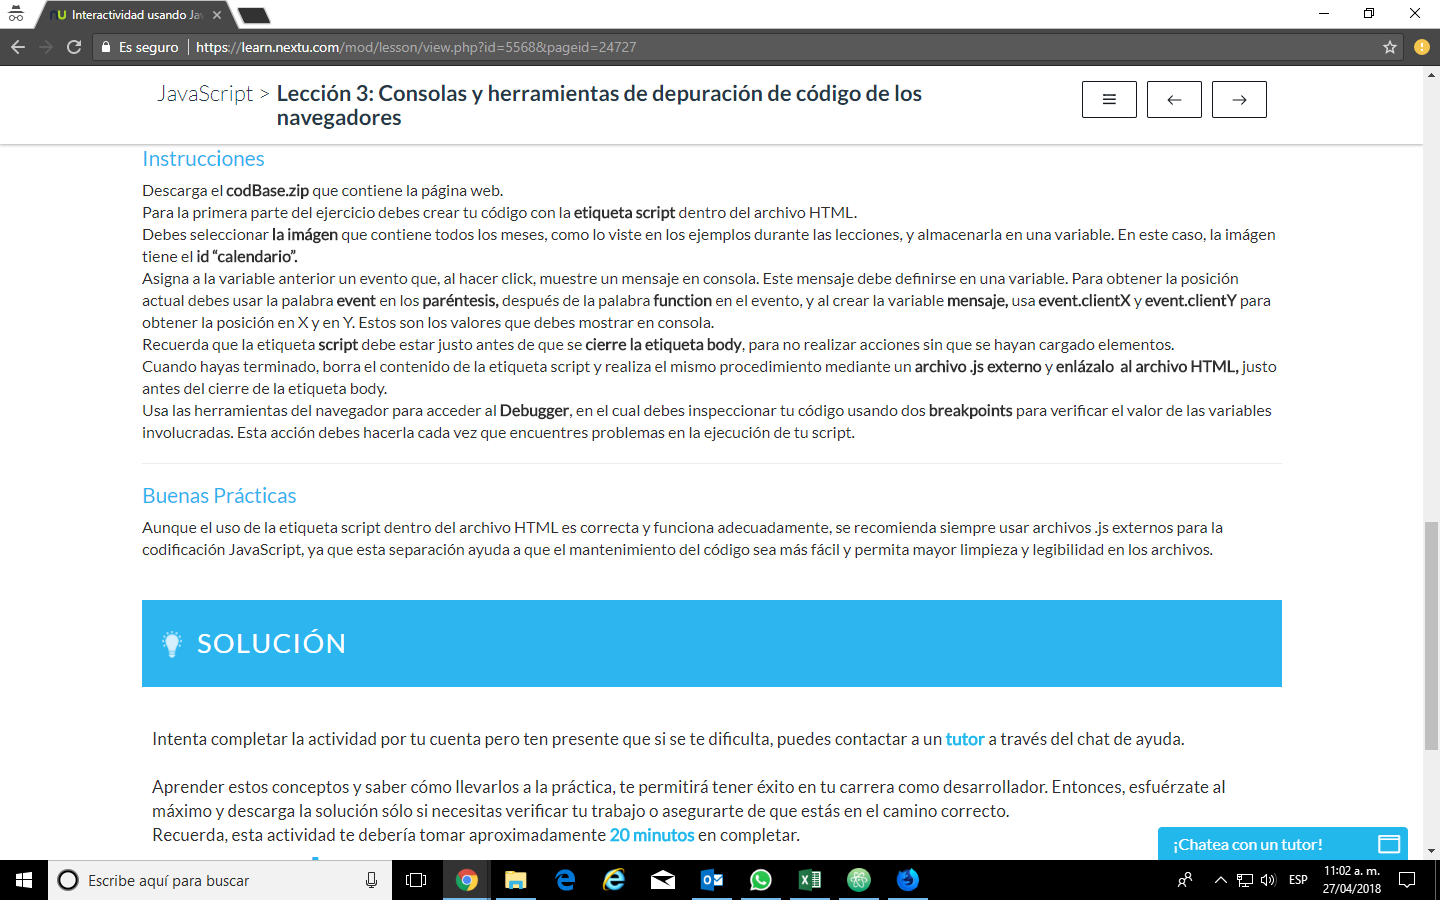 Interactividad usando Jav
Es seguro
https://learn.nextu.com/mod/lesson/view.php?id=5568&pageid=24727
JavaScript > Lección 3: Consolas y herramientas de depuración de código de los
navegadores
Instrucciones
Descarga el codBase.zip que contiene la página web.
Para la primera parte del ejercicio debes crear tu código con la etiqueta script dentro del archivo HTML.
Debes seleccionar la imágen que contiene todos los meses, como lo viste en los ejemplos durante las lecciones, y almacenarla en una variable. En este caso, la imágen
tiene el id “calendario”.
Asigna a la variable anterior un evento que, al hacer click, muestre un mensaje en consola. Este mensaje debe definirse en una variable. Para obtener la posición
actual debes usar la palabra event en los paréntesis, después de la palabra function en el evento, y al crear la variable mensaje, usa event.clientX y event.clientY para
obtener la posición en X y en Y. Estos son los valores que debes mostrar en consola.
Recuerda que la etiqueta script debe estar justo antes de que se cierre la etiqueta body, para no realizar acciones sin que se hayan cargado elementos.
Cuando hayas terminado, borra el contenido de la etiqueta script y realiza el mismo procedimiento mediante un archivo .js externo y enlázalo al archivo HTML, justo
antes del cierre de la etiqueta body.
Usa las herramientas del navegador para acceder al Debugger, en el cual debes inspeccionar tu código usando dos breakpoints para verificar el valor de las variables
involucradas. Esta acción debes hacerla cada vez que encuentres problemas en la ejecución de tu script.
Buenas Prácticas
Aunque el uso de la etiqueta script dentro del archivo HTML es correcta y funciona adecuadamente, se recomienda siempre usar archivos .js externos para la
codificación JavaScript, ya que esta separación ayuda a que el mantenimiento del código sea más fácil y permita mayor limpieza y legibilidad en los archivos.
SOLUCIÓN
Intenta completar la actividad por tu cuenta pero ten presente que si se te dificulta, puedes contactar a un tutor a través del chat de ayuda.
Aprender estos conceptos y saber cómo llevarlos a la práctica, te permitirá tener éxito en tu carrera como desarrollador. Entonces, esfuérzate al
máximo y descarga la solución sólo si necesitas verificar tu trabajo o asegurarte de que estás en el camino correcto.
Recuerda, esta actividad te debería tomar aproximadamente 20 minutos en completar.
¡Chatea con un tutor!
Escribe aquí para buscar
ESP
11:02 a. m.
27/04/2018